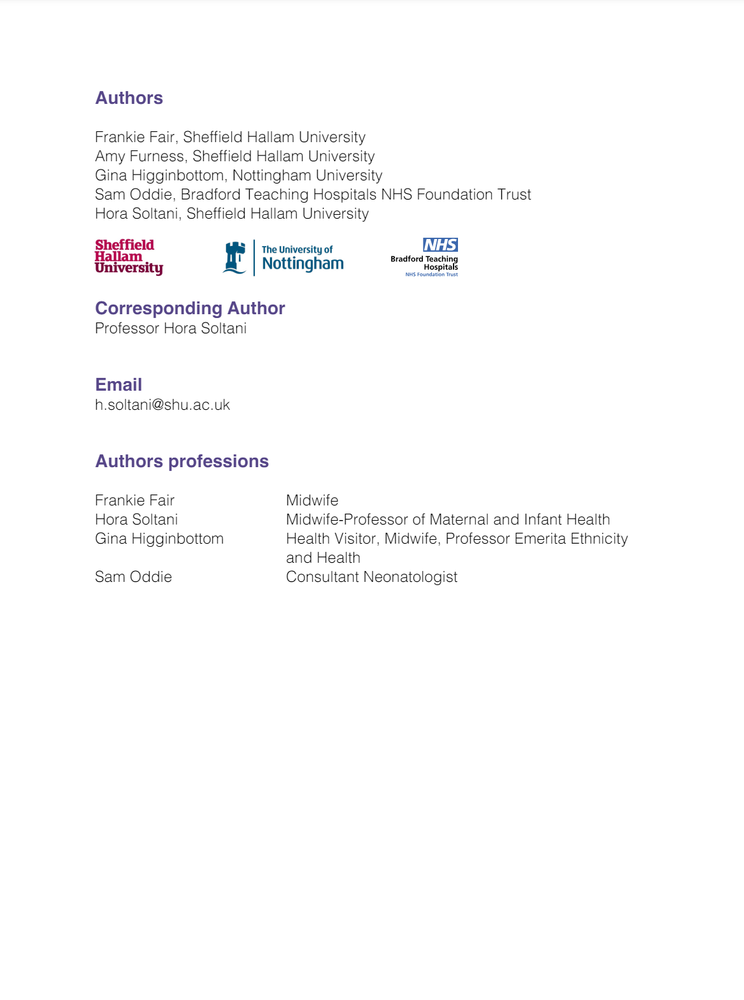 Authors
Frankie Fair, Sheffield Hallam University
Amy Furness, Sheffield Hallam University
Gina Higginbottom, Nottingham University
Sam Oddie, Bradford Teaching Hospitals NHS Foundation Trust
Hora Soltani, Sheffield Hallam University
Sheffield
Hallam
University
The University of
Nottingham
NHS
Bradford Teaching
Hospitals
NHS Foundation Trust
Corresponding Author
Professor Hora Soltani
Email
h.soltani@shu.ac.uk
Authors professions
Frankie Fair Midwife
Hora Soltani Midwife-Professor of Maternal and Infant Health
Gina Higginbottom Health Visitor, Midwife, Professor Emerita Ethnicity
and Health
Sam Oddie Consultant Neonatologist